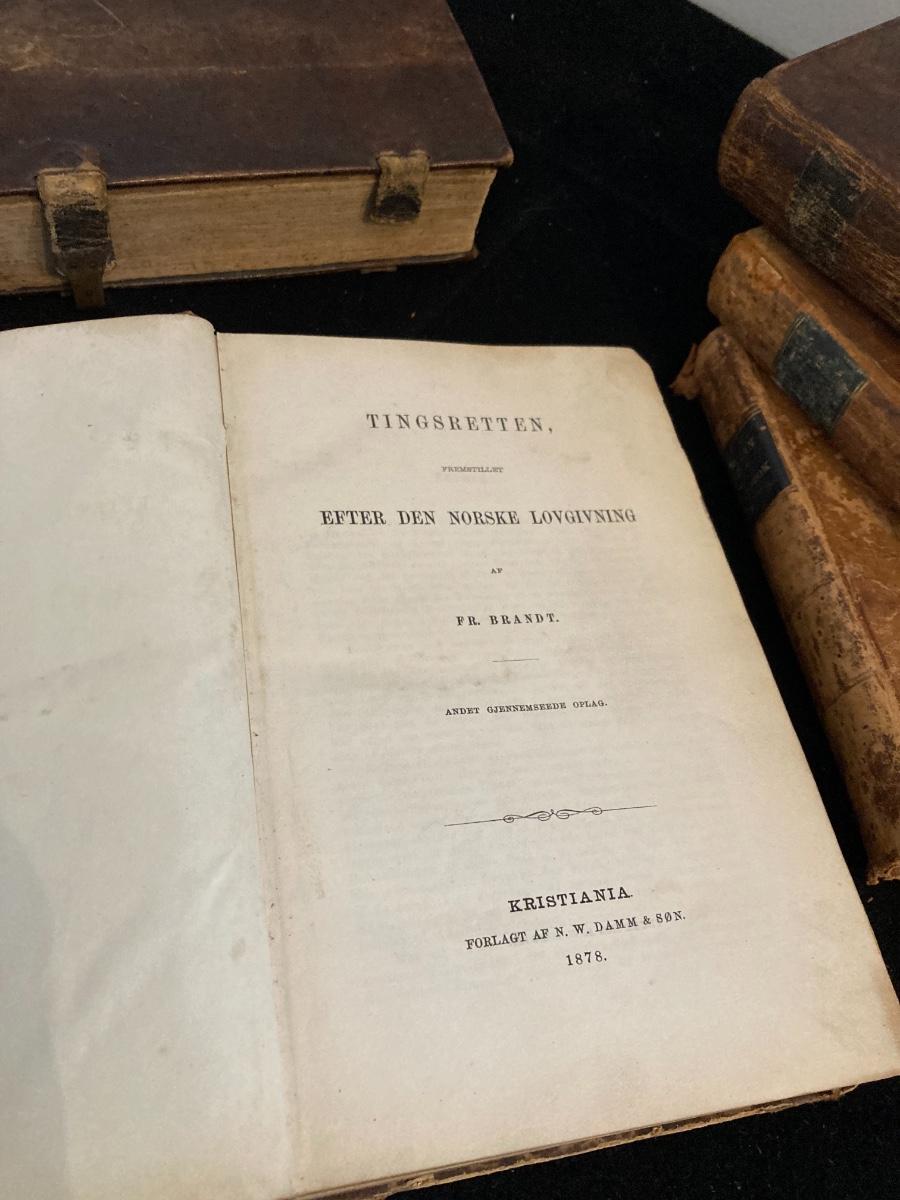 TINGSRETTEN,
FREMSTILLET
EFTER DEN NORSKE LOVGIVNING
AF
FR. BRANDT.
ANDET GJENNEMSEEDE OPLAG.
KRISTIANIA.
FORLAGT AF N. W. DAMM & SØN.
1878.